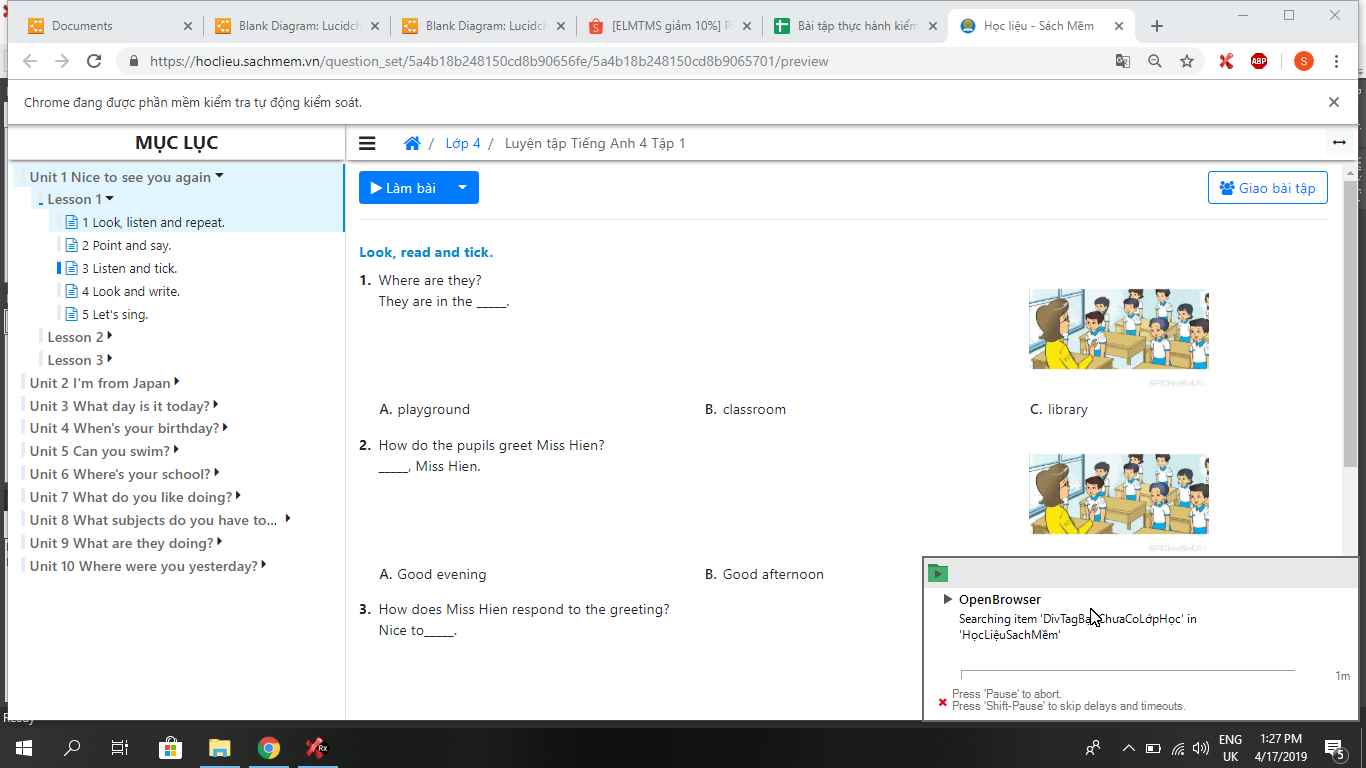 Documents
Blank Diagram: Lucidch
Blank Diagram: Lucidch
[ELMTMS giảm 10%]
Bài tập thực hành kiểm
Học liệu - Sách Mềm
https://hoclieu.sachmem.vn/question_set/5a4b18b248150cd8b90656fe/5a4b18b248150cd8b9065701/preview
ABP
S
Chrome đang được phần mềm kiểm tra tự động kiểm soát.
MỤC LỤC
/ Lớp 4 / Luyện tập Tiếng Anh 4 Tập 1
Unit 1 Nice to see you again
Lesson 1
1 Look, listen and repeat.
2 Point and say.
3 Listen and tick.
4 Look and write.
5 Let's sing.
Lesson 2
Lesson 3
Unit 2 I'm from Japan
Unit 3 What day is it today?
Unit 4 When's your birthday?
Unit 5 Can you swim?
Unit 6 Where's your school?
Unit 7 What do you like doing?
Unit 8 What subjects do you have to...
Unit 9 What are they doing?
Unit 10 Where were you yesterday?
Làm bài
Giao bài tập
Look, read and tick.
1. Where are they?
They are in the _____.
A. playground
B. classroom
C. library
2. How do the pupils greet Miss Hien?
_____, Miss Hien.
A. Good evening
B. Good afternoon
3. How does Miss Hien respond to the greeting?
Nice to_____.
OpenBrowser
Searching item 'DivTagBa ChuaCoLớpHọc' in
'HọcLiệuSachMềm'
1m
Press 'Pause' to abort.
Press 'Shift-Pause' to skip delays and timeouts.
Ready
Rx
ENG
UK
1:27 PM
4/17/2019
5